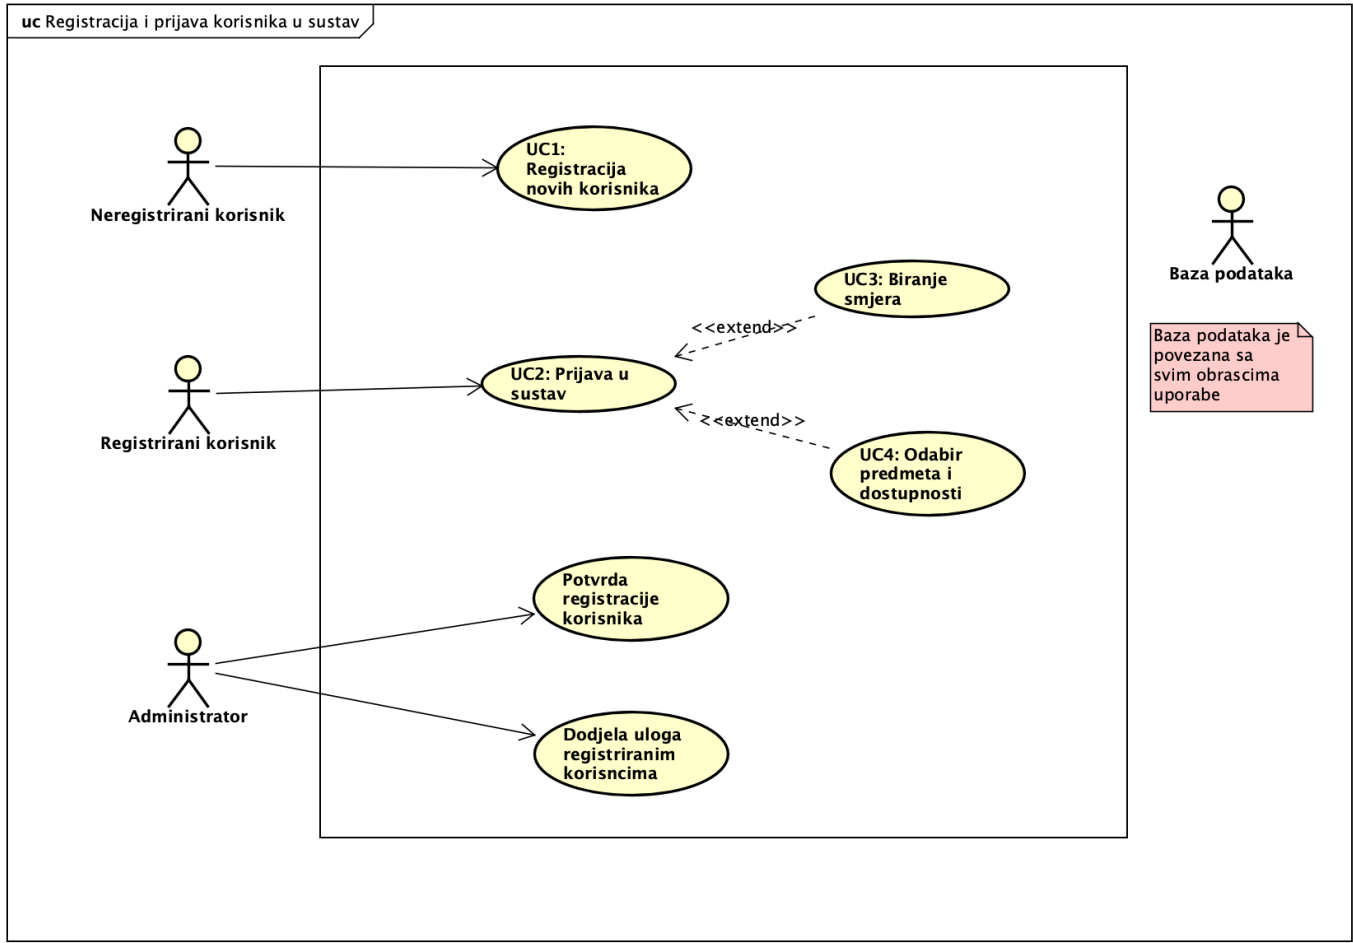 uc Registracija i prijava korisnika u sustav
UC1:
Registracija
novih korisnika
Neregistrirani korisnik
Baza podataka
UC3: Biranje
smjera
<<extend>>
Baza podataka je
povezana sa
svim obrascima
uporabe
UC2: Prijava u
sustav
<<extend>>
Registrirani korisnik
UC4: Odabir
predmeta i
dostupnosti
Potvrda
registracije
korisnika
Administrator
Dodjela uloga
registriranim
korisncima